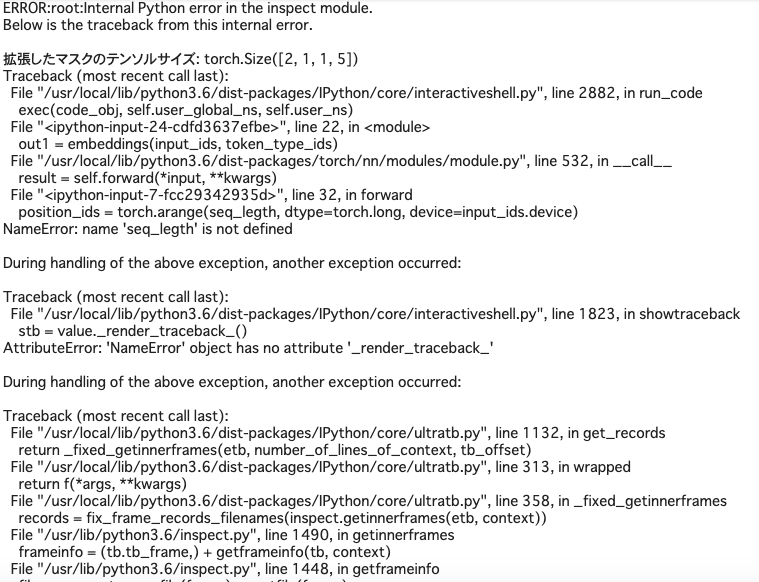 ERROR:root:Internal Python error in the inspect module.
Below is the traceback from this internal error.
拡張したマスクのテンソルサイズ: torch.Size([2, 1, 1, 5])
Traceback (most recent call last):
File "/usr/local/lib/python3.6/dist-packages/IPython/core/interactiveshell.py", line 2882, in run_code
exec(code_obj, self.user_global_ns, self.user_ns)
File "<ipython-input-24-cdfd3637efbe>", line 22, in <module>
out1 = embeddings(input_ids, token_type_ids)
File "/usr/local/lib/python3.6/dist-packages/torch/nn/modules/module.py", line 532, in __call__
result = self.forward(*input, **kwargs)
File "<ipython-input-7-fcc29342935d>", line 32, in forward
position_ids = torch.arange(seq_legth, dtype=torch.long, device=input_ids.device)
NameError: name 'seq_legth' is not defined
During handling of the above exception, another exception occurred:
Traceback (most recent call last):
File "/usr/local/lib/python3.6/dist-packages/IPython/core/interactiveshell.py", line 1823, in showtraceback
stb = value._render_traceback_()
AttributeError: 'NameError' object has no attribute '_render_traceback_'
During handling of the above exception, another exception occurred:
Traceback (most recent call last):
File "/usr/local/lib/python3.6/dist-packages/IPython/core/ultratb.py", line 1132, in get_records
return _fixed_getinnerframes(etb, number_of_lines_of_context, tb_offset)
File "/usr/local/lib/python3.6/dist-packages/IPython/core/ultratb.py", line 313, in wrapped
return f(*args, **kwargs)
File "/usr/local/lib/python3.6/dist-packages/IPython/core/ultratb.py", line 358, in _fixed_getinnerframes
records = fix_frame_records_filenames(inspect.getinnerframes(etb, context))
File "/usr/lib/python3.6/inspect.py", line 1490, in getinnerframes
frameinfo = (tb.tb_frame,) + getframeinfo(tb, context)
File "/usr/lib/python3.6/inspect.py", line 1448, in getframeinfo